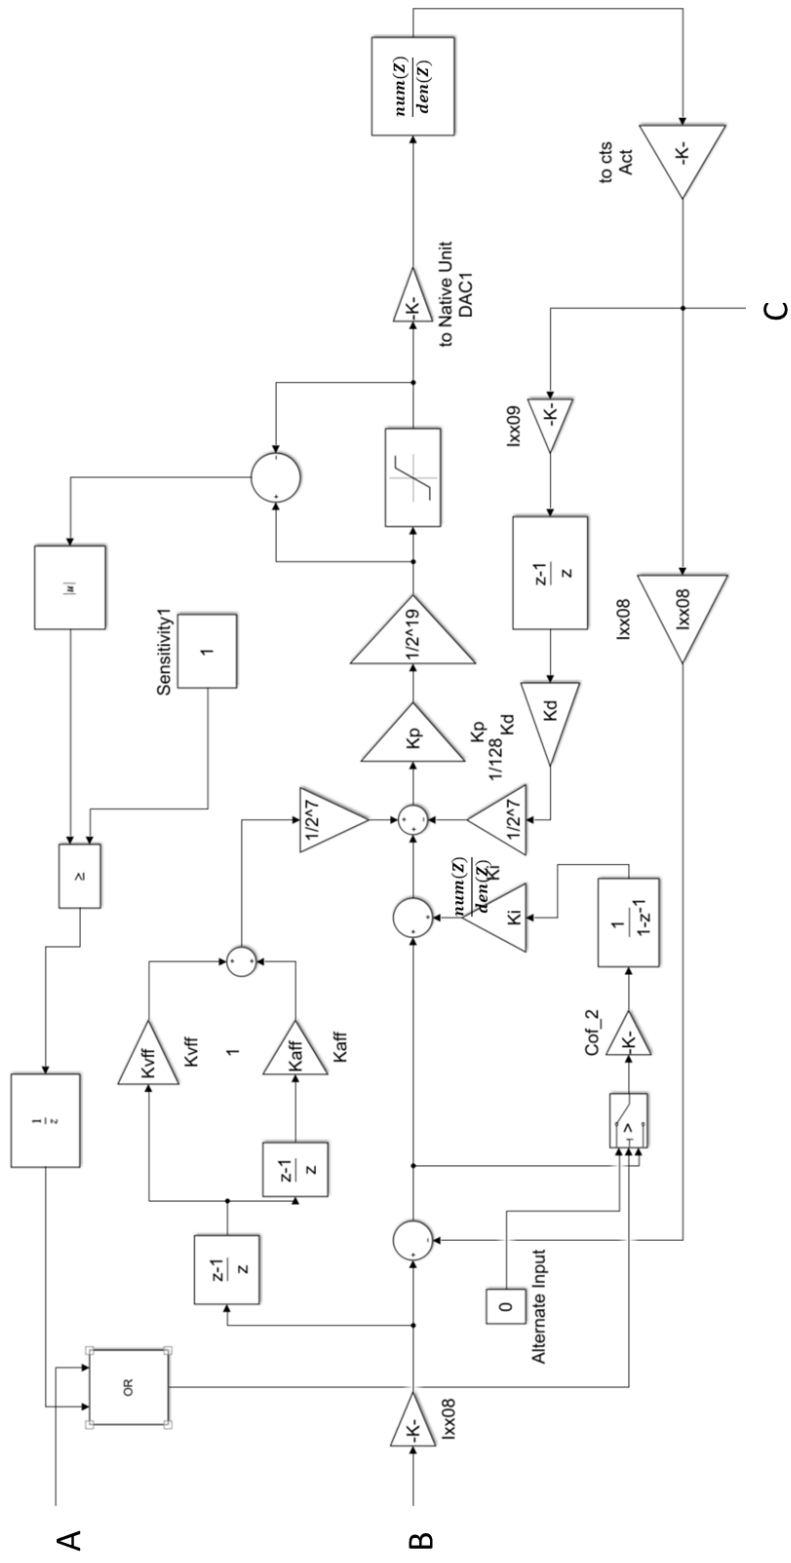 A
OR
1
z
≥
|u|
Sensitivity1
1
z-1
z
z-1
z
Kvff
Kvff
1
Kaff
Kaff
1/2^7
+
+
+
-
B
-K-
Ixx08
+
-
+
+
+
+
-
Kp
Kp
1/128
Kd
1/2^19
-K-
to Native Unit
DAC1
num(Z)
den(Z)
0
Alternate Input
>
-K-
Cof_2
1
1-z-1
Ki
Ki
num(Z)
den(Z)
1/2^7
Kd
z-1
z
-K-
Ixx09
Ixx08
Ixx08
to cts
Act
-K-
C